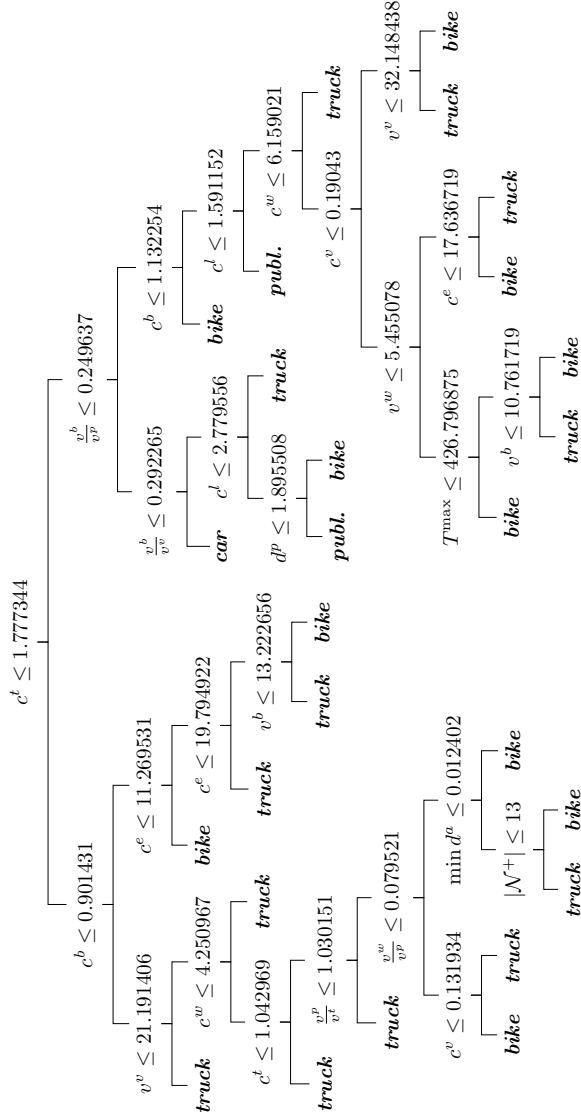 c^t ≤ 1.777344
c^b ≤ 0.901431
v^b/v^p ≤ 0.249637
v^v ≤ 21.191406
c^e ≤ 11.269531
v^b/v^v ≤ 0.292265
c^b ≤ 1.132254
truck
c^w ≤ 4.250967
bike
c^e ≤ 19.794922
car
c^l ≤ 2.779556
bike
c^l ≤ 1.591152
c^t ≤ 1.042969
truck
truck
v^b ≤ 13.222656
d^p ≤ 1.895508
truck
publ.
c^w ≤ 6.159021
truck
v^p/v^t ≤ 1.030151
truck
bike
publ.
bike
c^v ≤ 0.19043
truck
truck
v^w/v^p ≤ 0.079521
v^w ≤ 5.455078
v^v ≤ 32.148438
c^v ≤ 0.131934
min d^a ≤ 0.012402
T^max ≤ 426.796875
c^e ≤ 17.636719
truck
bike
bike
truck
|𝒩^+| ≤ 13
bike
bike
v^b ≤ 10.761719
bike
truck
truck
bike
truck
bike